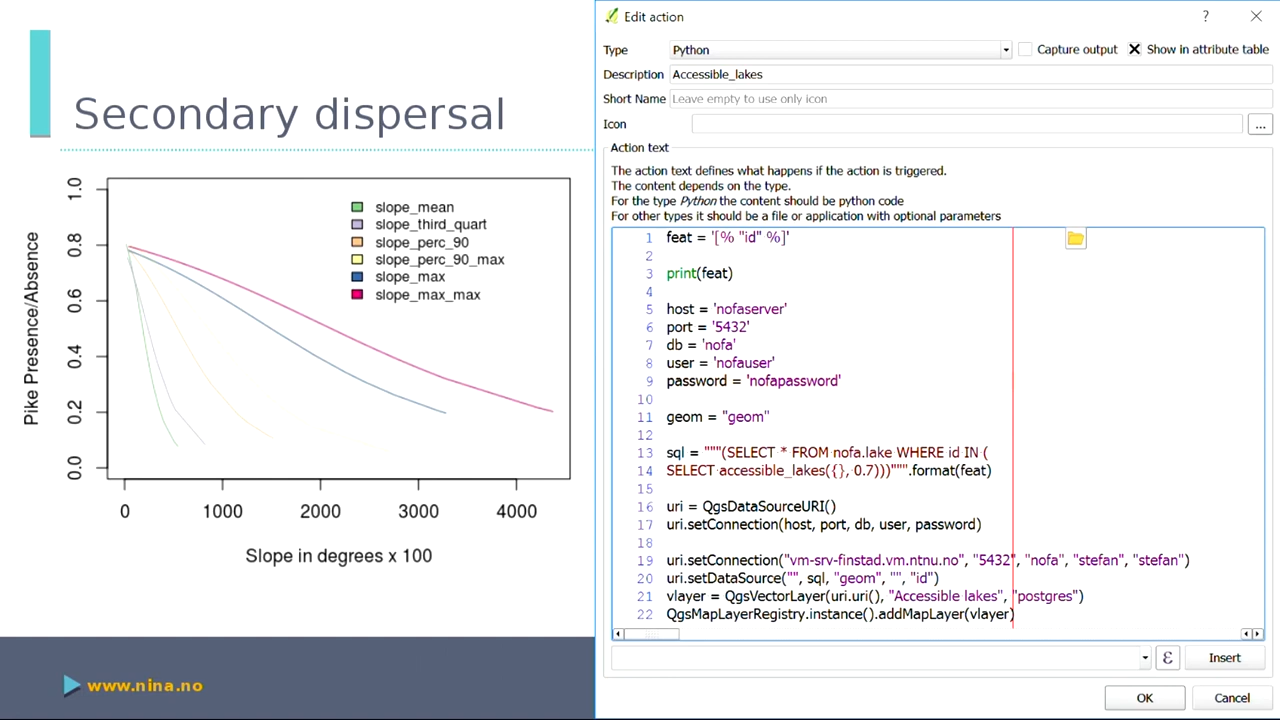 Secondary dispersal
Pike Presence/Absence
1.0
0.8
0.6
0.4
0.2
0.0
slope_mean
slope_third_quart
slope_perc_90
slope_perc_90_max
slope_max
slope_max_max
0 1000 2000 3000 4000
Slope in degrees x 100
www.nina.no
Edit action
?
Type Python Capture output Show in attribute table
Description Accessible_lakes
Short Name Leave empty to use only icon
Icon ...
Action text
The action text defines what happens if the action is triggered.
The content depends on the type.
For the type Python the content should be python code
For other types it should be a file or application with optional parameters
1 feat = '[% "id" %]'
2
3 print(feat)
4
5 host = 'nofaserver'
6 port = '5432'
7 db = 'nofa'
8 user = 'nofauser'
9 password = 'nofapassword'
10
11 geom = "geom"
12
13 sql = """(SELECT * FROM nofa.lake WHERE id IN (
14 SELECT accessible_lakes({}, 0.7)))""".format(feat)
15
16 uri = QgsDataSourceURI()
17 uri.setConnection(host, port, db, user, password)
18
19 uri.setConnection("vm-srv-finstad.vm.ntnu.no", "5432", "nofa", "stefan", "stefan")
20 uri.setDataSource("", sql, "geom", "", "id")
21 vlayer = QgsVectorLayer(uri.uri(), "Accessible lakes", "postgres")
22 QgsMapLayerRegistry.instance().addMapLayer(vlayer)
ε Insert
OK Cancel